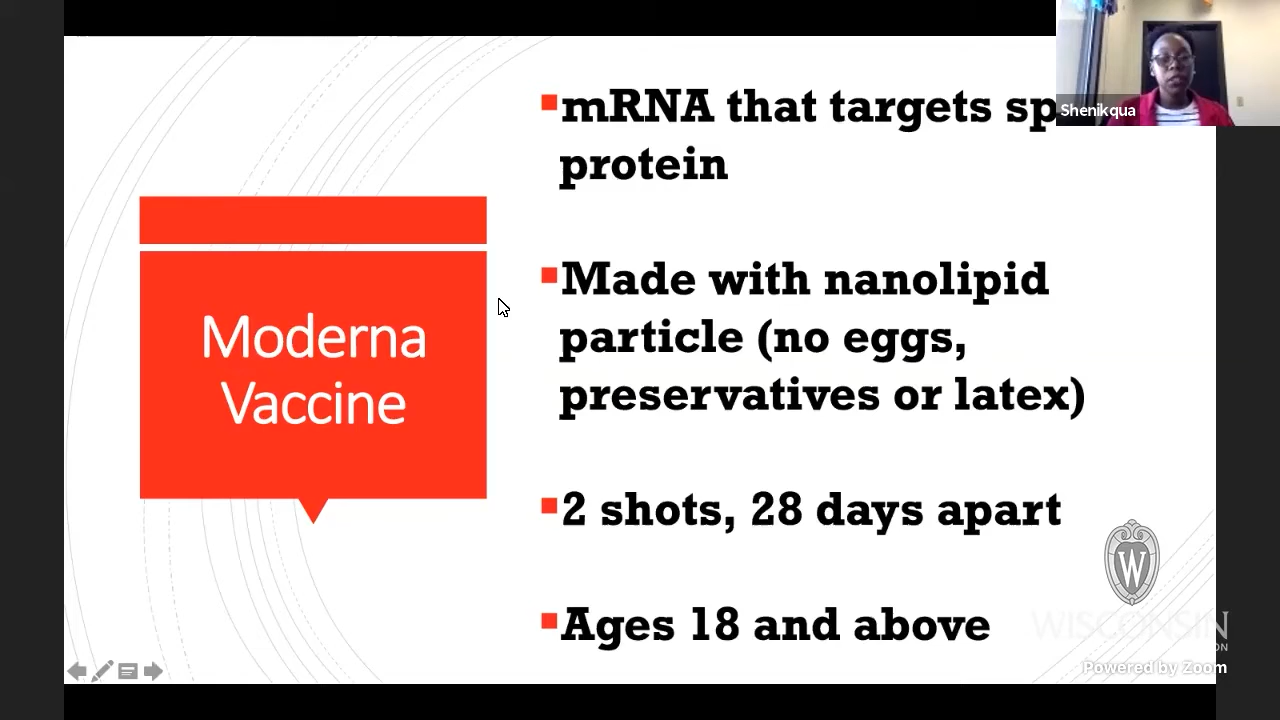 mRNA that targets sp
protein
Shenikqua
Made with nanolipid
particle (no eggs,
preservatives or latex)
Moderna
Vaccine
2 shots, 28 days apart
Ages 18 and above
W
WISCONSIN
Powered by Zoom